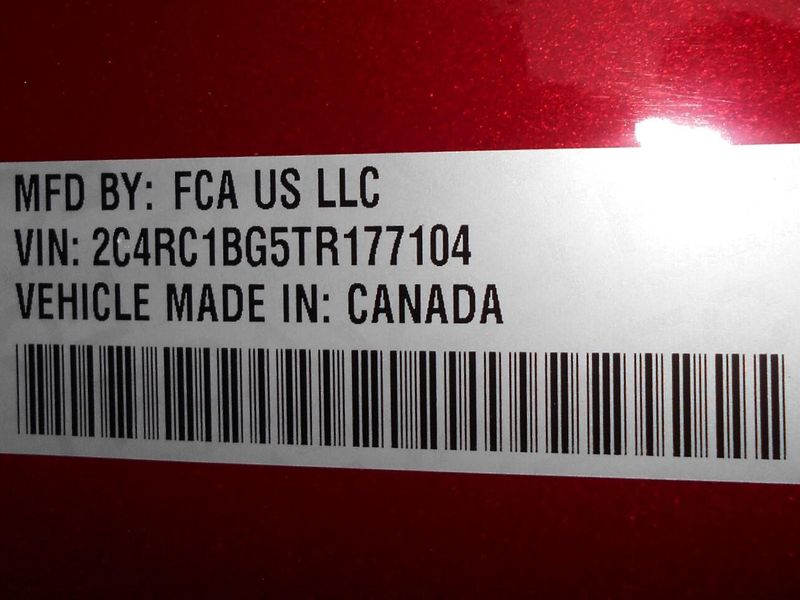 MFD BY: FCA US LLC
VIN: 2C4RC1BG5TR177104
VEHICLE MADE IN: CANADA